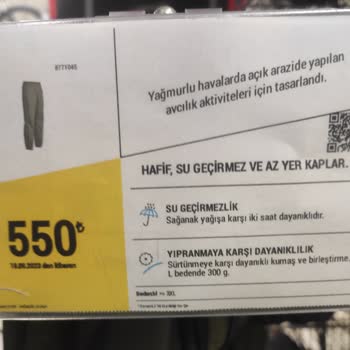 8771045
Yağmurlu havalarda açık arazide yapılan
avcılık aktiviteleri için tasarlandı.
HAFİF, SU GEÇİRMEZ VE AZ YER KAPLAR.
SU GEÇİRMEZLİK
Sağanak yağışa karşı iki saat dayanıklıdır.
550₺
YIPRANMAYA KARŞI DAYANIKLILIK
Sürtünmeye karşı dayanıklı kumaş ve birleştirme.
L bedende 300 g.
den itibaren